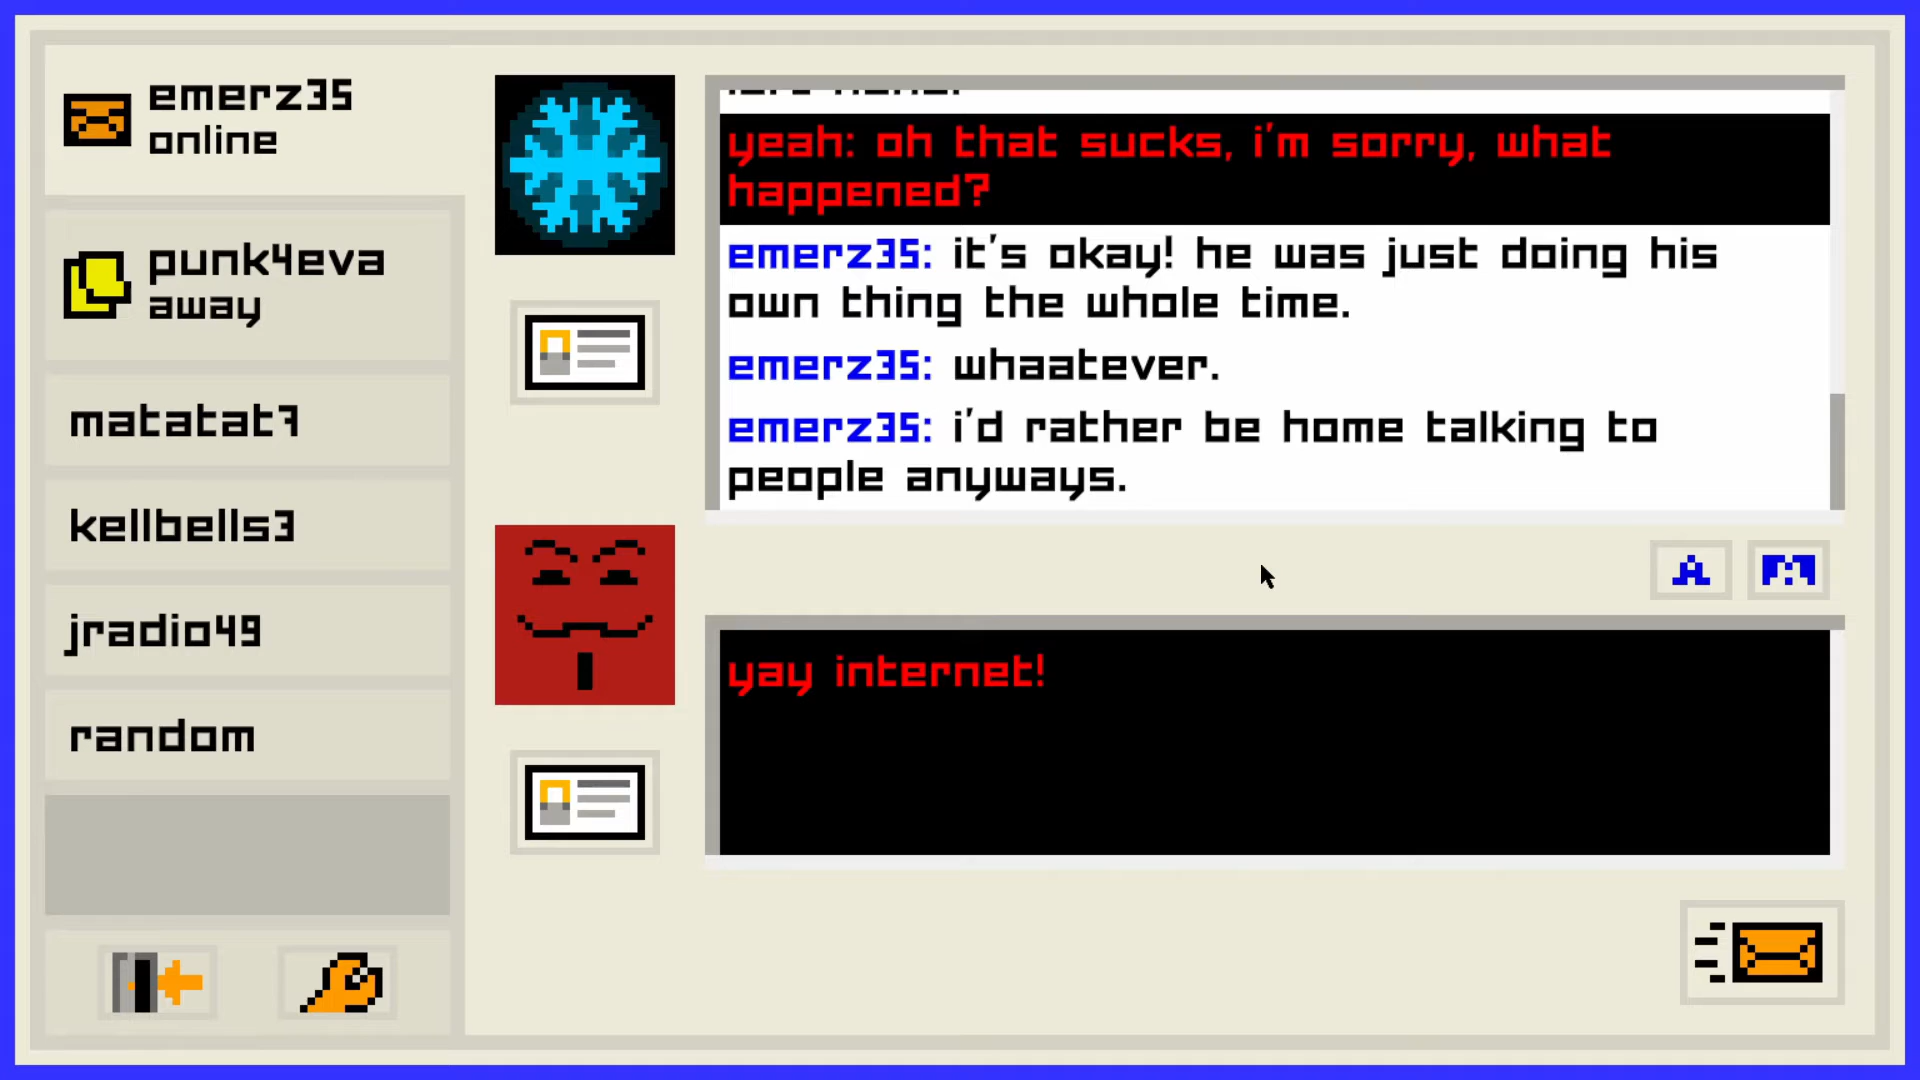 emerz35
online
punk4eva
away
matatat7
kellbells3
jradio49
random
yeah: oh that sucks, i'm sorry, what
happened?
emerz35: it's okay! he was just doing his
own thing the whole time.
emerz35: whaatever.
emerz35: i'd rather be home talking to
people anyways.
A
yay internet!